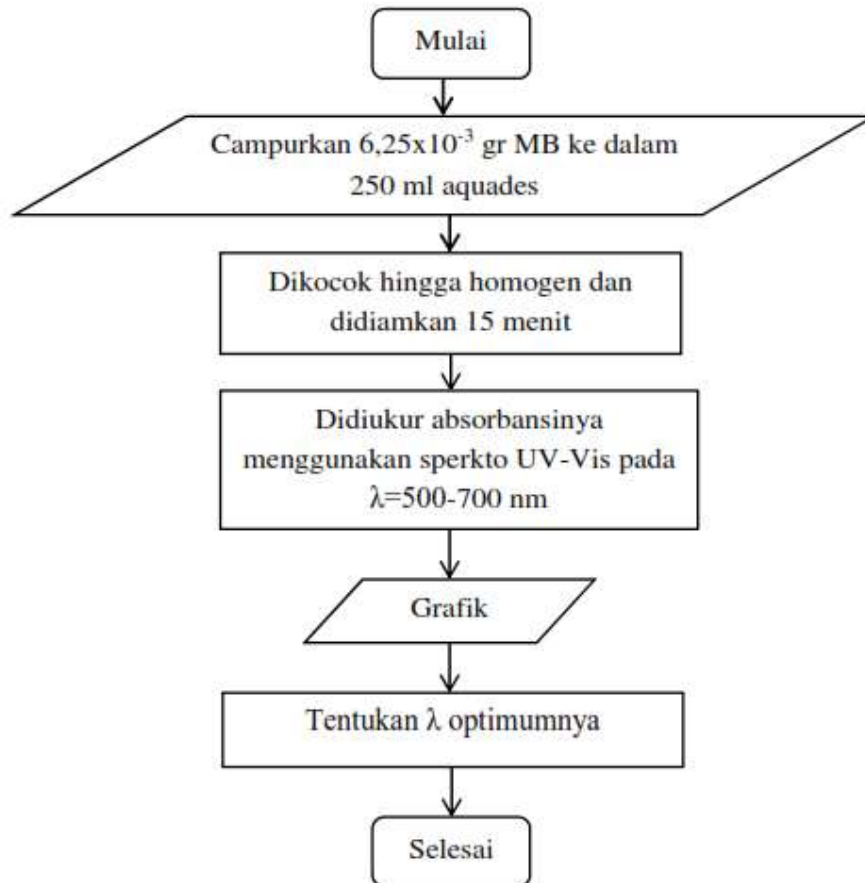 Mulai
Campurkan 6,25x10⁻³ gr MB ke dalam
250 ml aquades
Dikocok hingga homogen dan
didiamkan 15 menit
Didiukur absorbansinya
menggunakan sperkto UV-Vis pada
λ=500-700 nm
Grafik
Tentukan λ optimumnya
Selesai